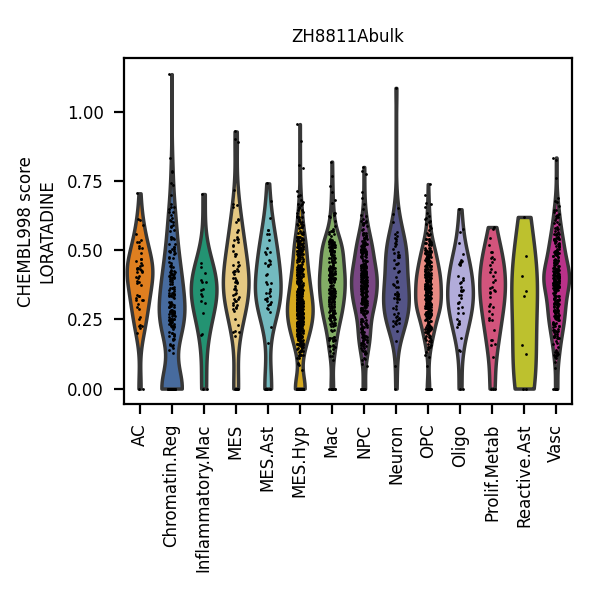 ZH8811Abulk
CHEMBL998 score
LORATADINE
1.00
0.75
0.50
0.25
0.00
AC
Chromatin.Reg
Inflammatory.Mac
MES
MES.Ast
MES.Hyp
Mac
NPC
Neuron
OPC
Oligo
Prolif.Metab
Reactive.Ast
Vasc